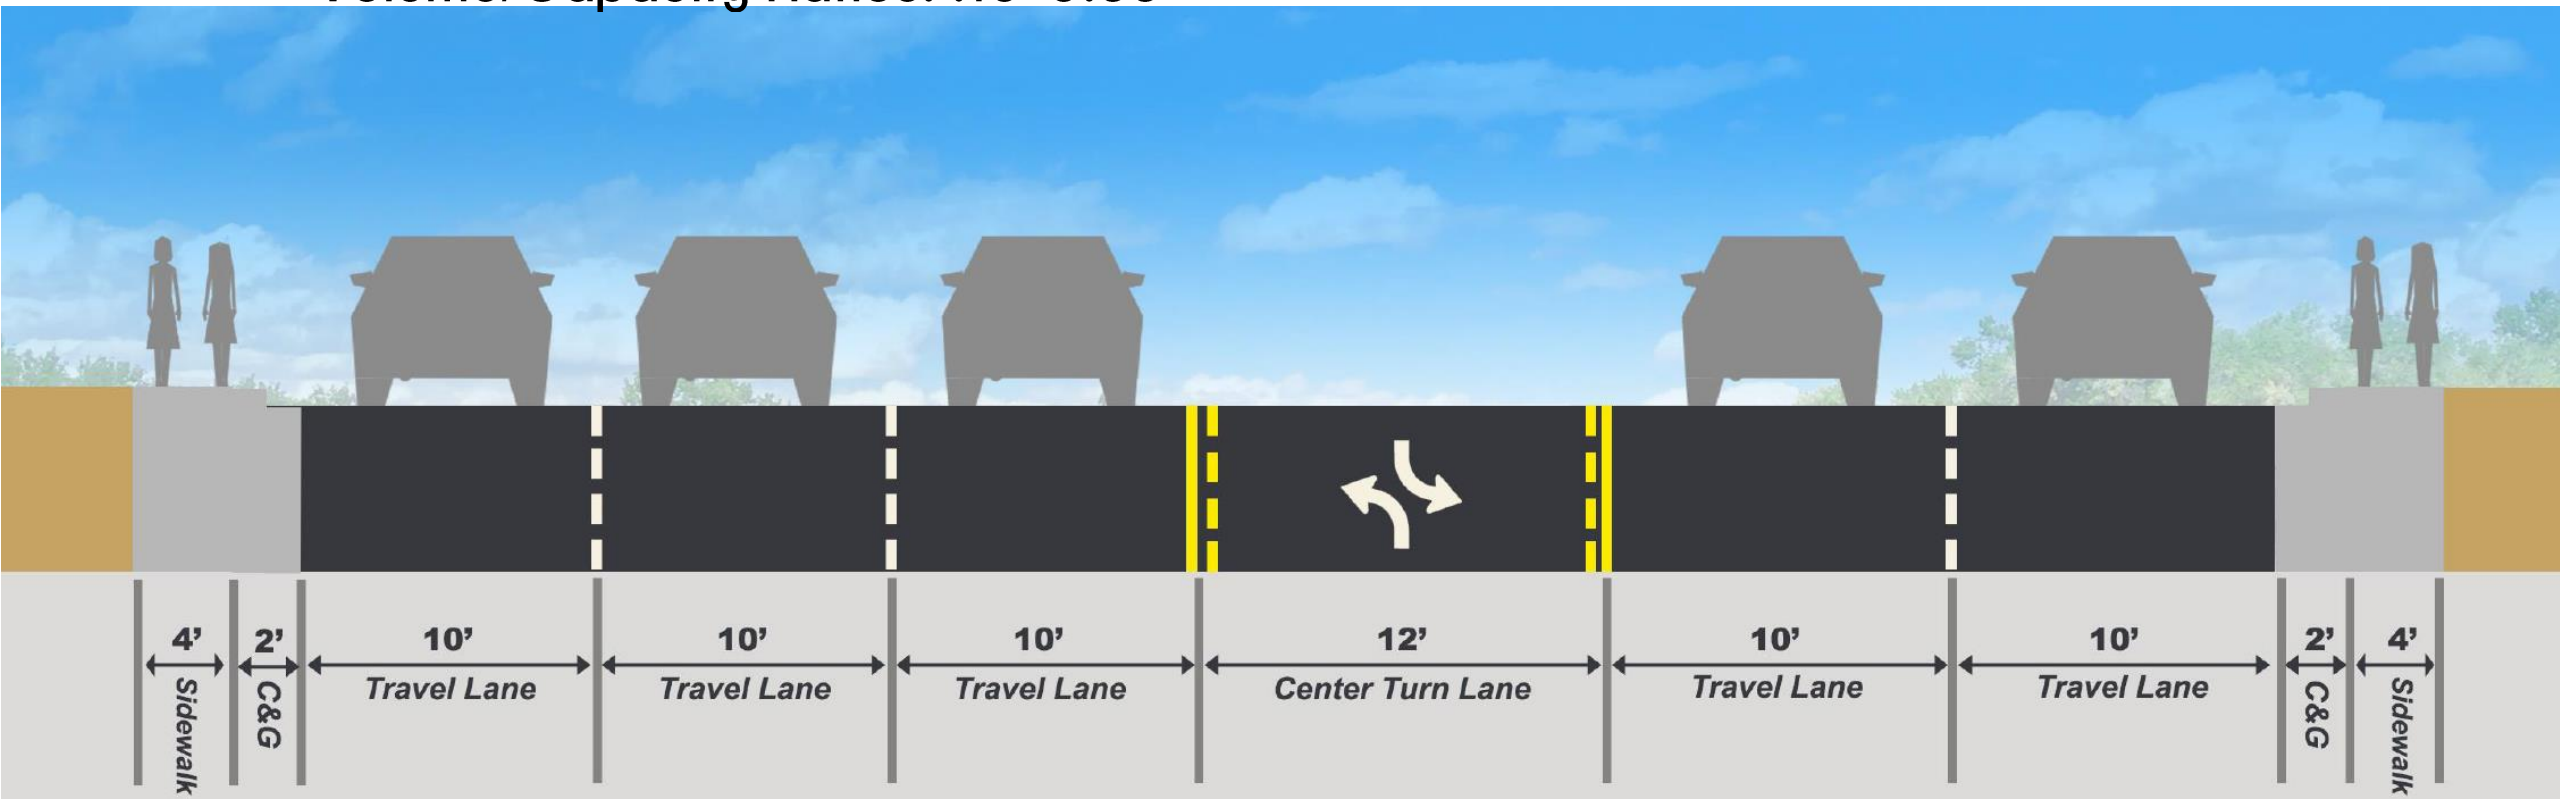 4’ 2’ 10’ 10’ 10’ 12’ 10’ 10’ 2’ 4’
Sidewalk C&G Travel Lane Travel Lane Travel Lane Center Turn Lane Travel Lane Travel Lane C&G Sidewalk